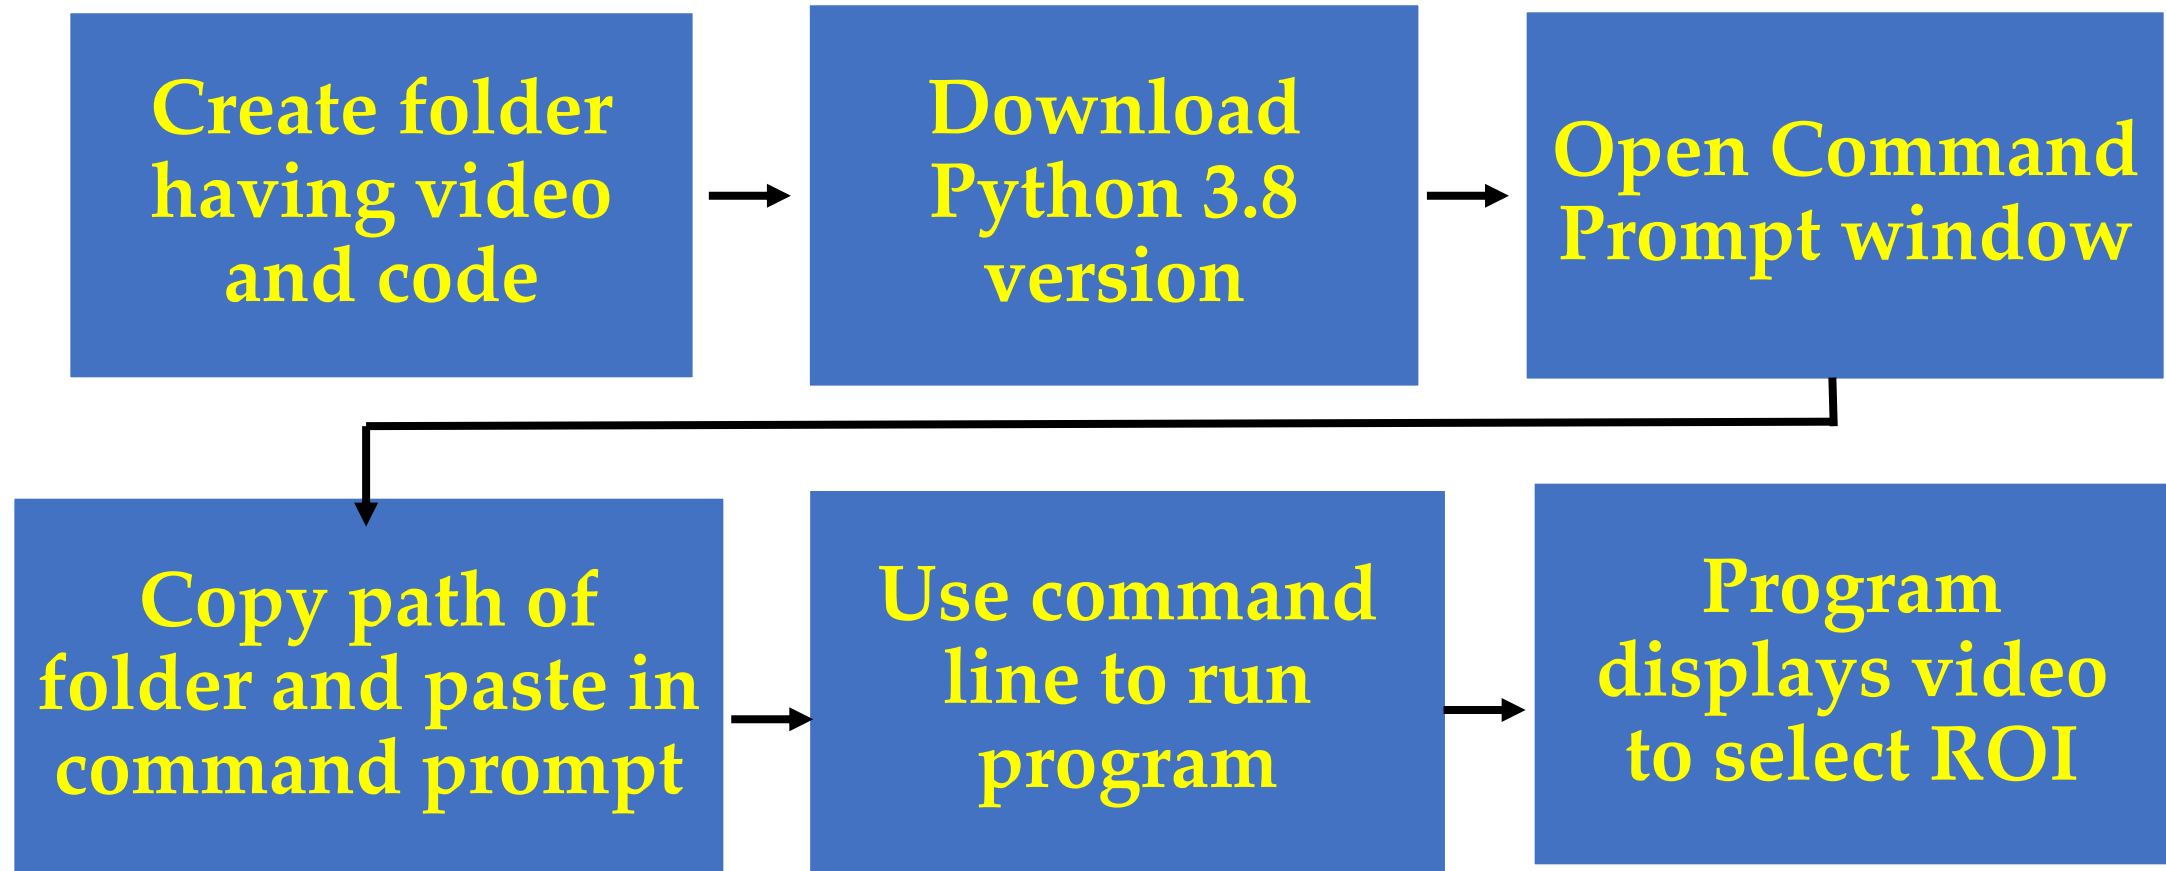 Create folder
having video
and code
Download
Python 3.8
version
Open Command
Prompt window
Copy path of
folder and paste in
command prompt
Use command
line to run
program
Program
displays video
to select ROI